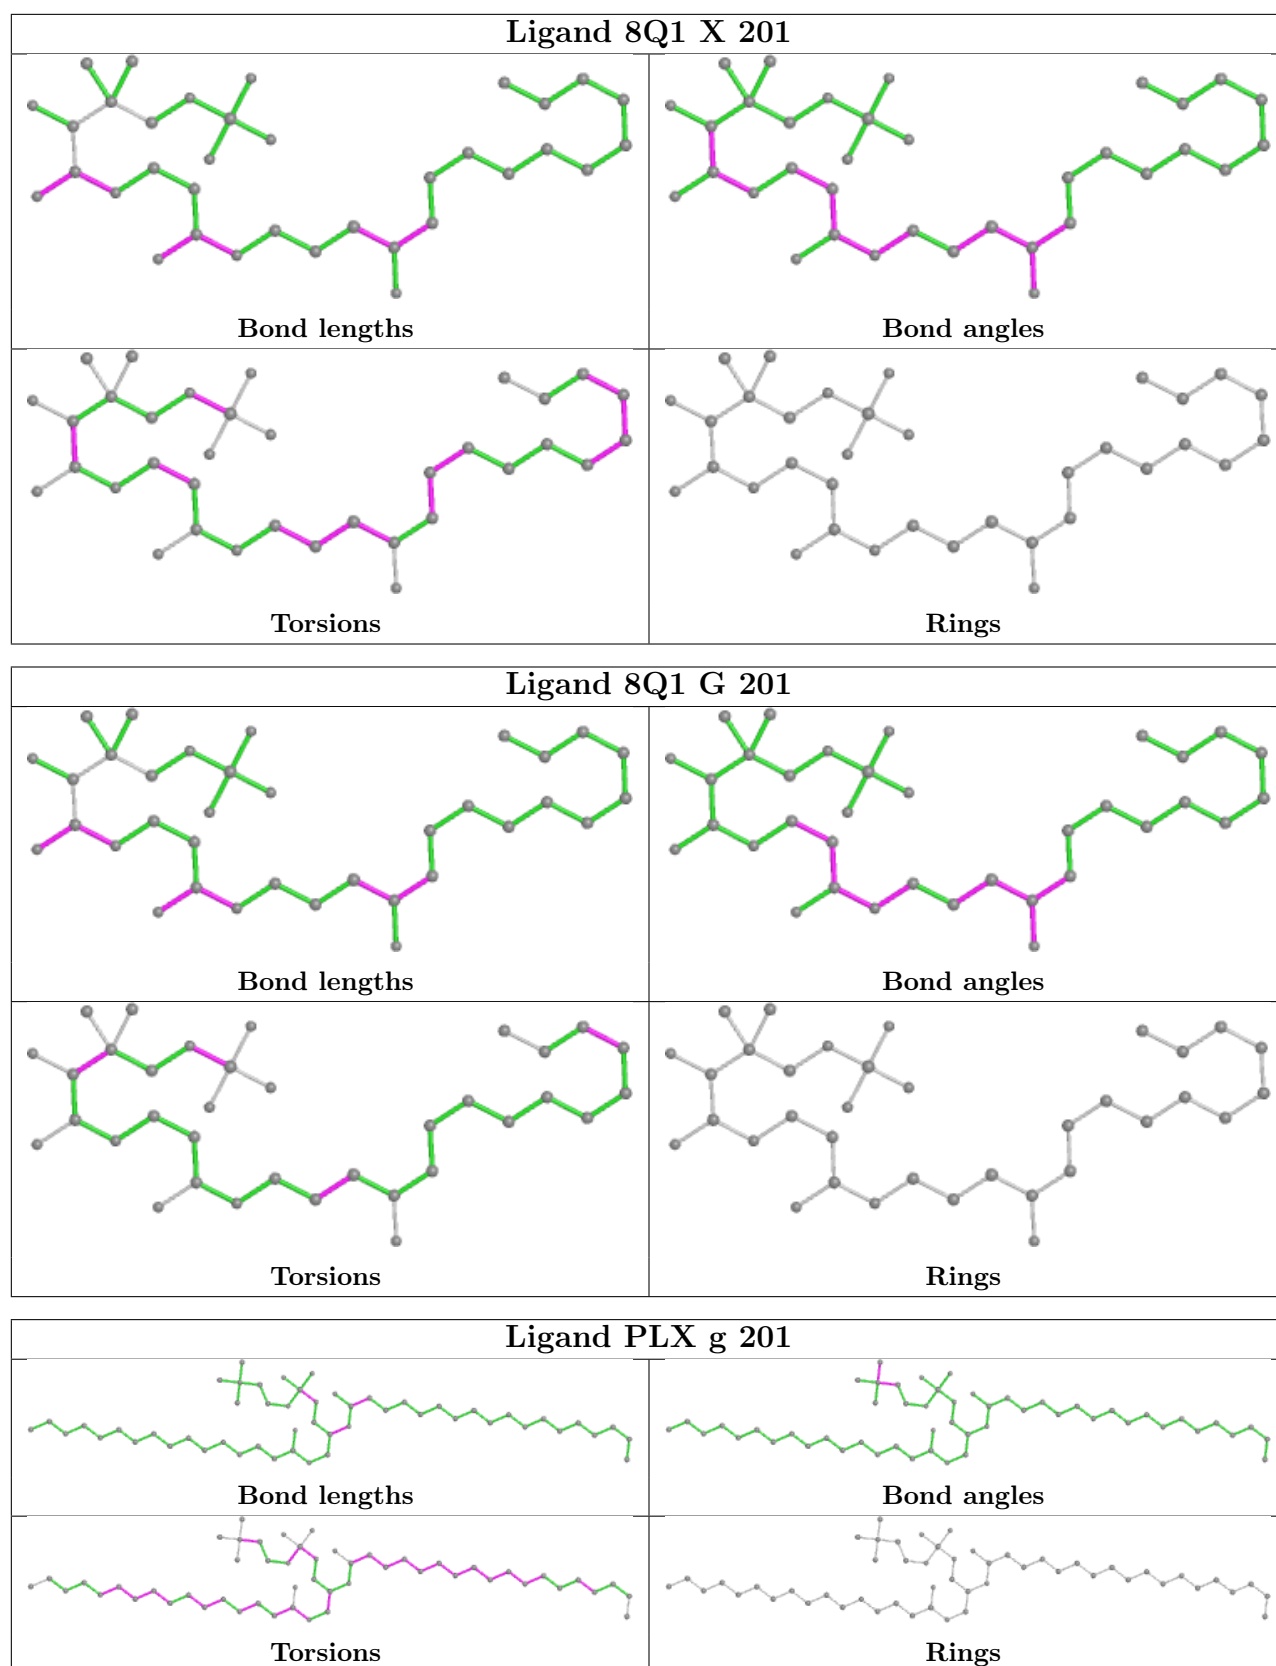 Ligand 8Q1 X 201
Bond lengths
Bond angles
Torsions
Rings
Ligand 8Q1 G 201
Bond lengths
Bond angles
Torsions
Rings
Ligand PLX g 201
Bond lengths
Bond angles
Torsions
Rings